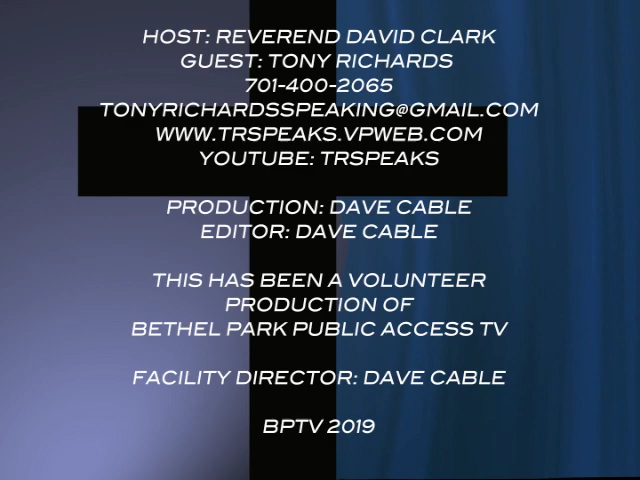 HOST: REVEREND DAVID CLARK
GUEST: TONY RICHARDS
701-400-2065
TONYRICHARDSSPEAKING@GMAIL.COM
WWW.TRSPEAKS.VPWEB.COM
YOUTUBE: TRSPEAKS
PRODUCTION: DAVE CABLE
EDITOR: DAVE CABLE
THIS HAS BEEN A VOLUNTEER
PRODUCTION OF
BETHEL PARK PUBLIC ACCESS TV
FACILITY DIRECTOR: DAVE CABLE
BPTV 2019